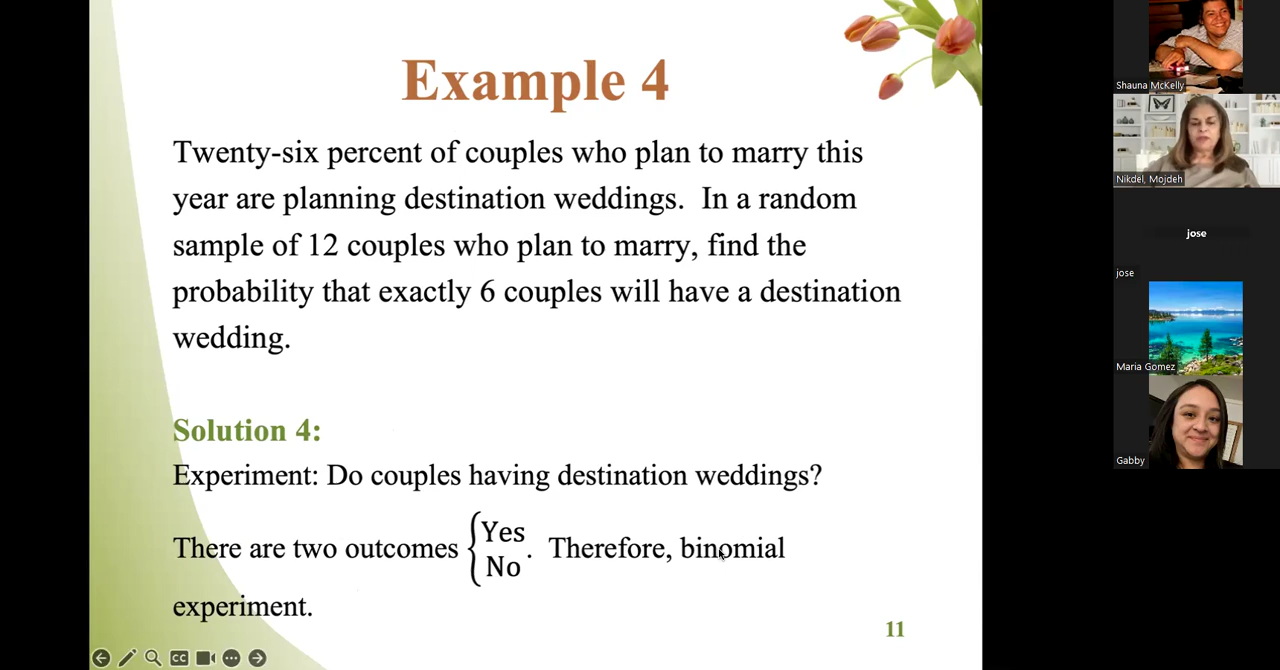 Example 4
Twenty-six percent of couples who plan to marry this
year are planning destination weddings. In a random
sample of 12 couples who plan to marry, find the
probability that exactly 6 couples will have a destination
wedding.
Solution 4:
Experiment: Do couples having destination weddings?
There are two outcomes {Yes
No. Therefore, binomial
experiment.
11
CC
Shauna McKelly
Nikdel, Mojdeh
jose
jose
Maria Gomez
Gabby